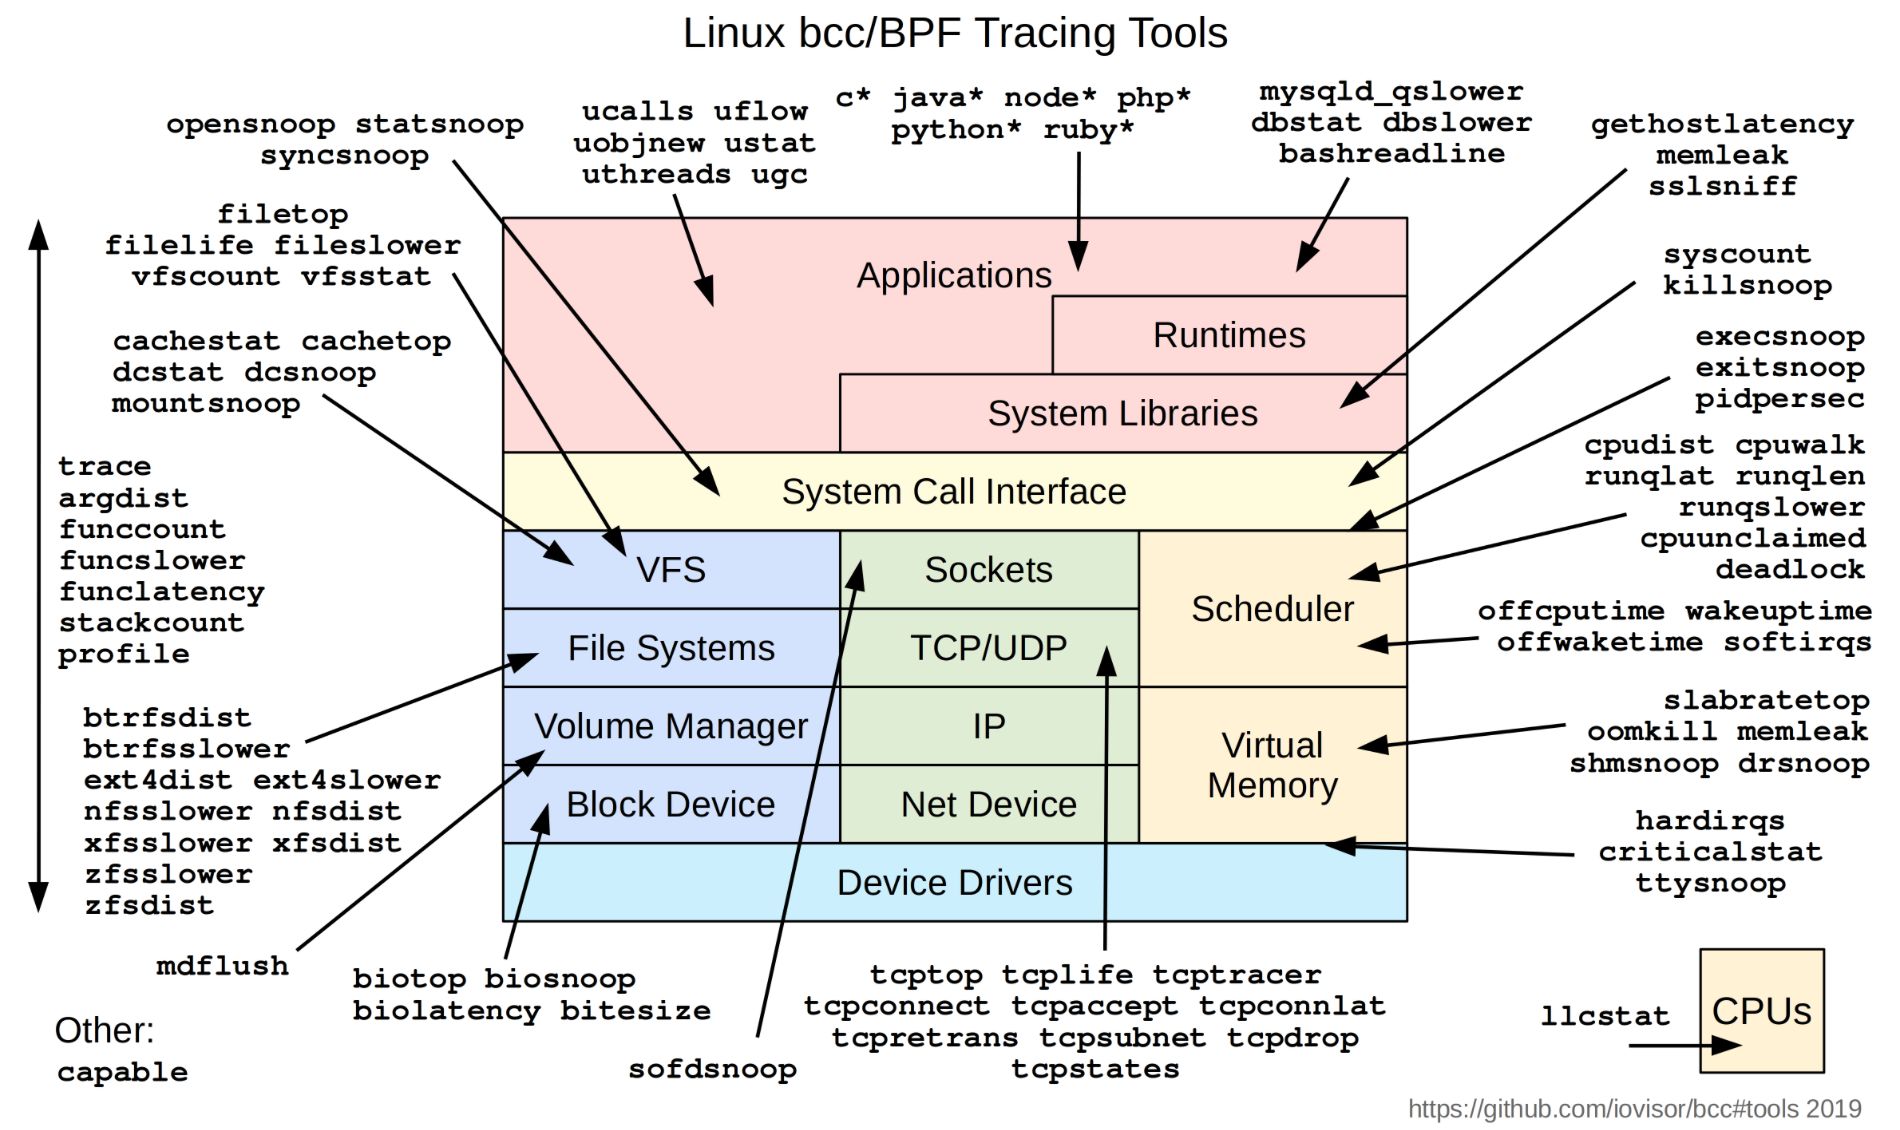 Linux bcc/BPF Tracing Tools
opensnoop statsnoop
syncsnoop
ucalls uflow
uobjnew ustat
uthreads ugc
c* java* node* php*
python* ruby*
mysqld_qslower
dbstat dbslower
bashreadline
gethostlatency
memleak
sslsniff
filetop
filelife fileslower
vfscount vfsstat
syscount
killsnoop
cachestat cachetop
dcstat dcsnoop
mountsnoop
execsnoop
exitsnoop
pidpersec
trace
argdist
funccount
funcslower
funclatency
stackcount
profile
cpudist cpuwalk
runqlat runqlen
runqslower
cpuunclaimed
deadlock
offcputime wakeuptime
offwaketime softirqs
btrfsdist
btrfsslower
ext4dist ext4slower
nfsslower nfsdist
xfsslower xfsdist
zfsslower
zfsdist
slabratetop
oomkill memleak
shmsnoop drsnoop
hardirqs
criticalstat
ttysnoop
Applications
Runtimes
System Libraries
System Call Interface
VFS
Sockets
Scheduler
File Systems
TCP/UDP
Volume Manager
IP
Virtual
Memory
Block Device
Net Device
Device Drivers
mdflush
biotop biosnoop
biolatency bitesize
sofdsnoop
tcptop tcplife tcptracer
tcpconnect tcpaccept tcpconnlat
tcpretrans tcpsubnet tcpdrop
tcpstates
llcstat
CPUs
Other:
capable
https://github.com/iovisor/bcc#tools 2019